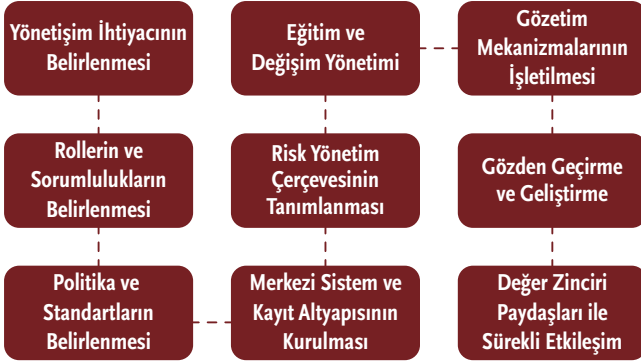 Yönetişim İhtiyacının
Belirlenmesi
Rollerin ve
Sorumlulukların
Belirlenmesi
Politika ve
Standartların
Belirlenmesi
Merkezi Sistem ve
Kayıt Altyapısının
Kurulması
Risk Yönetim
Çerçevesinin
Tanımlanması
Eğitim ve
Değişim Yönetimi
Gözetim
Mekanizmalarının
İşletilmesi
Gözden Geçirme
ve Geliştirme
Değer Zinciri
Paydaşları ile
Sürekli Etkileşim